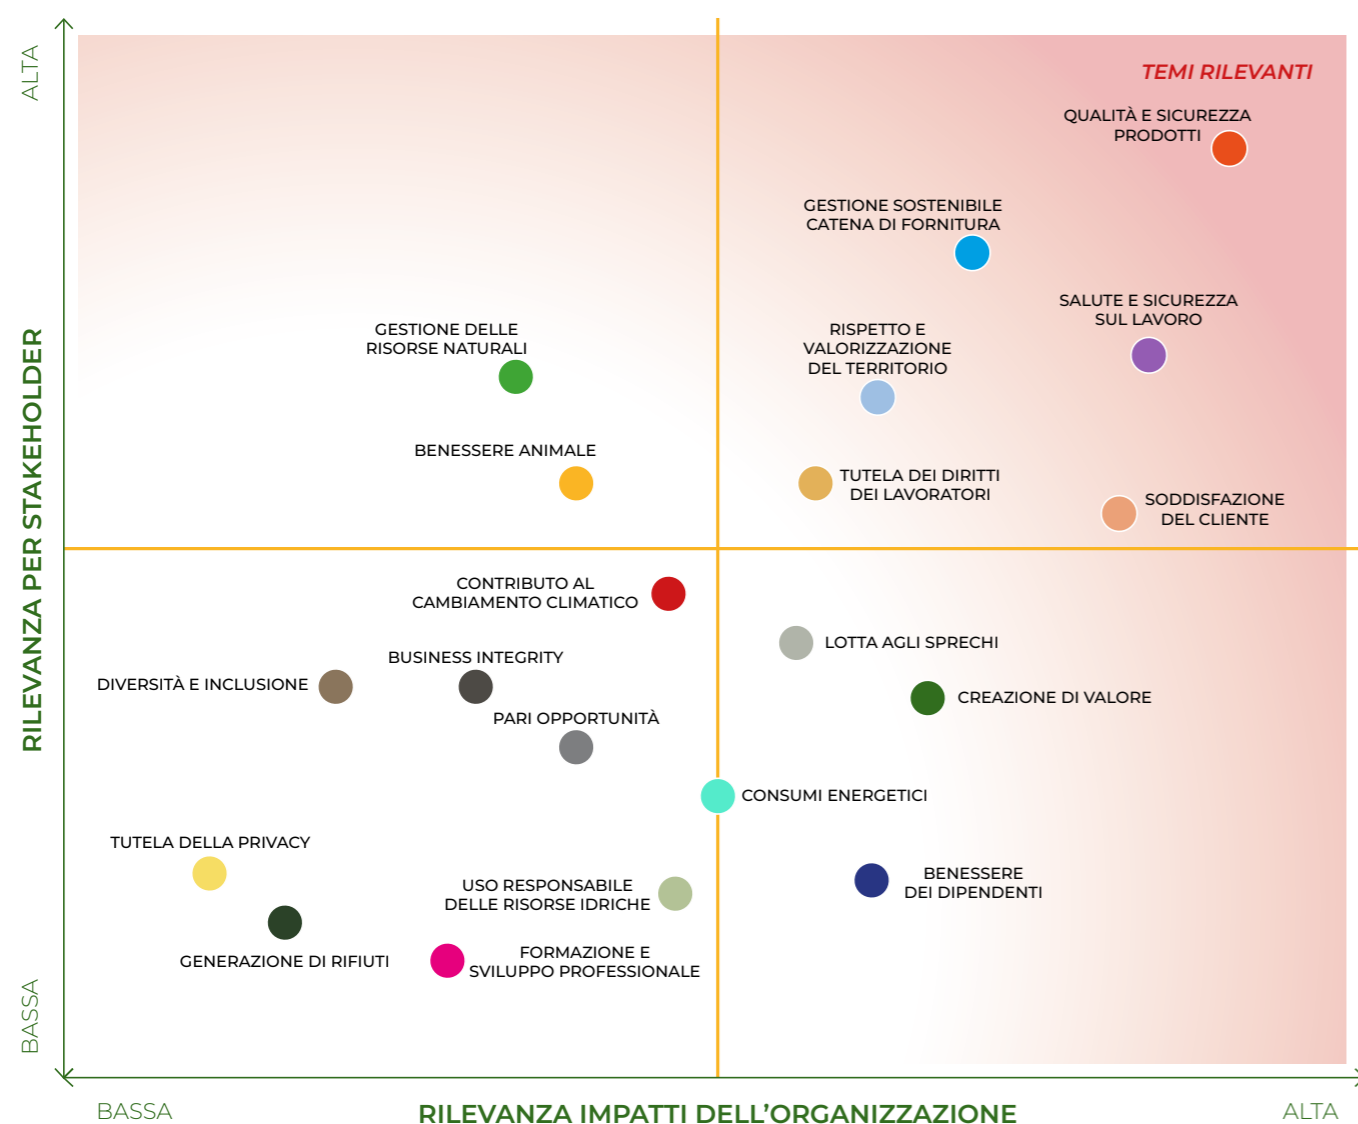 ALTA
TEMI RILEVANTI
QUALITÀ E SICUREZZA
PRODOTTI
GESTIONE SOSTENIBILE
CATENA DI FORNITURA
SALUTE E SICUREZZA
SUL LAVORO
GESTIONE DELLE
RISORSE NATURALI
RISPETTO E
VALORIZZAZIONE
DEL TERRITORIO
BENESSERE ANIMALE
TUTELA DEI DIRITTI
DEI LAVORATORI
SODDISFAZIONE
DEL CLIENTE
RILEVANZA PER STAKEHOLDER
CONTRIBUTO AL
CAMBIAMENTO CLIMATICO
LOTTA AGLI SPRECHI
BUSINESS INTEGRITY
DIVERSITÀ E INCLUSIONE
CREAZIONE DI VALORE
PARI OPPORTUNITÀ
CONSUMI ENERGETICI
TUTELA DELLA PRIVACY
BENESSERE
DEI DIPENDENTI
USO RESPONSABILE
DELLE RISORSE IDRICHE
GENERAZIONE DI RIFIUTI
FORMAZIONE E
SVILUPPO PROFESSIONALE
BASSA
BASSA
RILEVANZA IMPATTI DELL’ORGANIZZAZIONE
ALTA